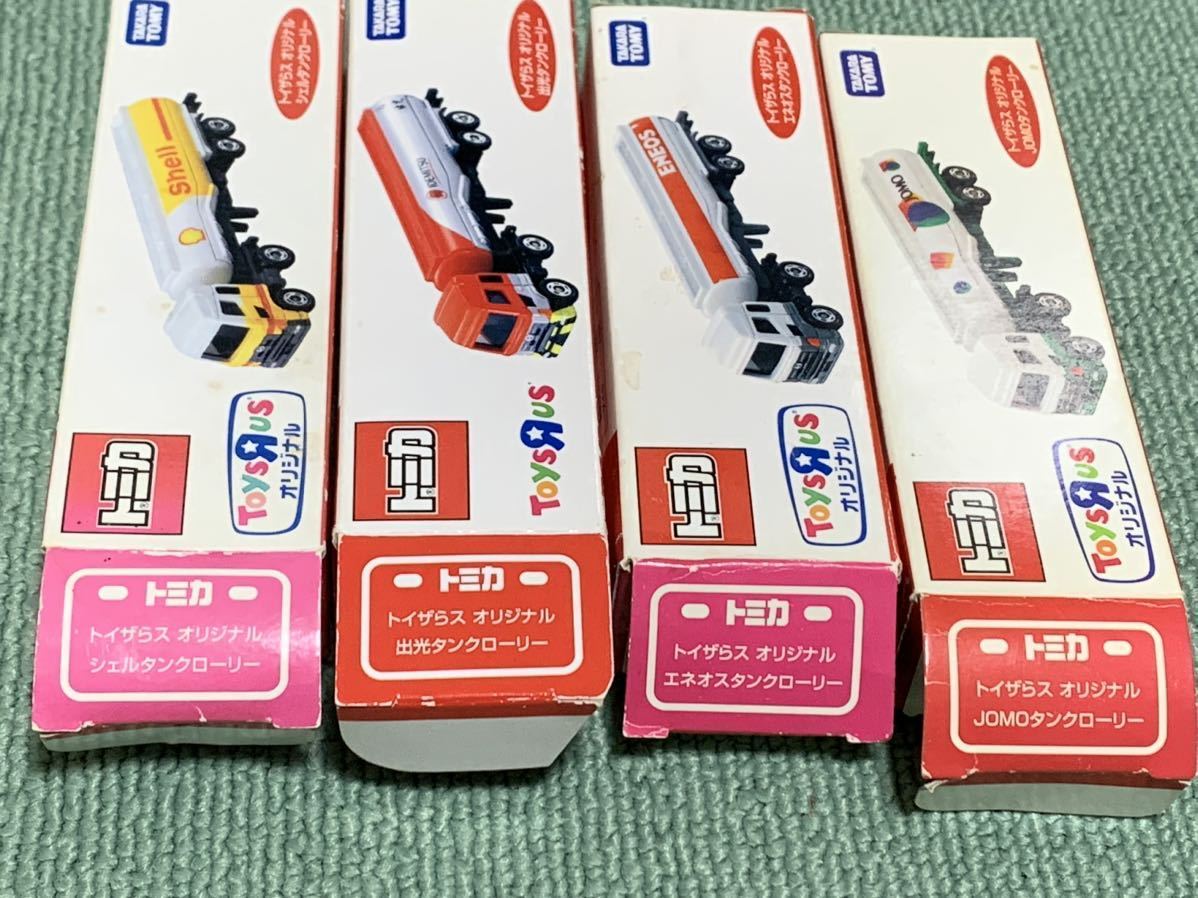 TAKARA
TOMY
トイザらス オリジナル
シェルタンクローリー
Shell
トミカ
TOYS"R"US
オリジナル
トミカ
トイザらス オリジナル
シェルタンクローリー
TAKARA
TOMY
トイザらス オリジナル
出光タンクローリー
IDEMITSU
トミカ
TOYS"R"US
トミカ
トイザらス オリジナル
出光タンクローリー
TAKARA
TOMY
トイザらス オリジナル
エネオスタンクローリー
ENEOS
トミカ
TOYS"R"US
オリジナル
トミカ
トイザらス オリジナル
エネオスタンクローリー
TAKARA
TOMY
トイザらス オリジナル
JOMOタンクローリー
JOMO
トミカ
TOYS"R"US
オリジナル
トミカ
トイザらス オリジナル
JOMOタンクローリー